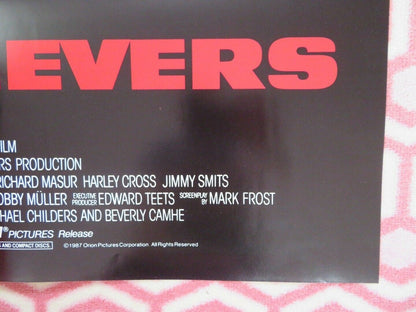 EVERS
FILM
RS PRODUCTION
RICHARD MASUR HARLEY CROSS JIMMY SMITS
OBBY MÜLLER EXECUTIVE PRODUCER EDWARD TEETS SCREENPLAY BY MARK FROST
HAEL CHILDERS AND BEVERLY CAMHE
PICTURES Release
S AND COMPACT DISCS.
©1987 Orion Pictures Corporation. All Rights Reserved